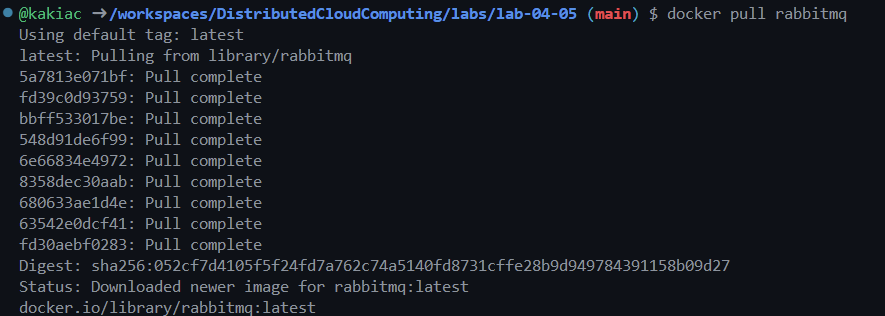 @kakiac ➜/workspaces/DistributedCloudComputing/labs/lab-04-05 (main) $ docker pull rabbitmq
Using default tag: latest
latest: Pulling from library/rabbitmq
5a7813e071bf: Pull complete
fd39c0d93759: Pull complete
bbff533017be: Pull complete
548d91de6f99: Pull complete
6e66834e4972: Pull complete
8358dec30aab: Pull complete
680633ae1d4e: Pull complete
63542e0dcf41: Pull complete
fd30aebf0283: Pull complete
Digest: sha256:052cf7d4105f5f24fd7a762c74a5140fd8731cffe28b9d949784391158b09d27
Status: Downloaded newer image for rabbitmq:latest
docker.io/library/rabbitmq:latest